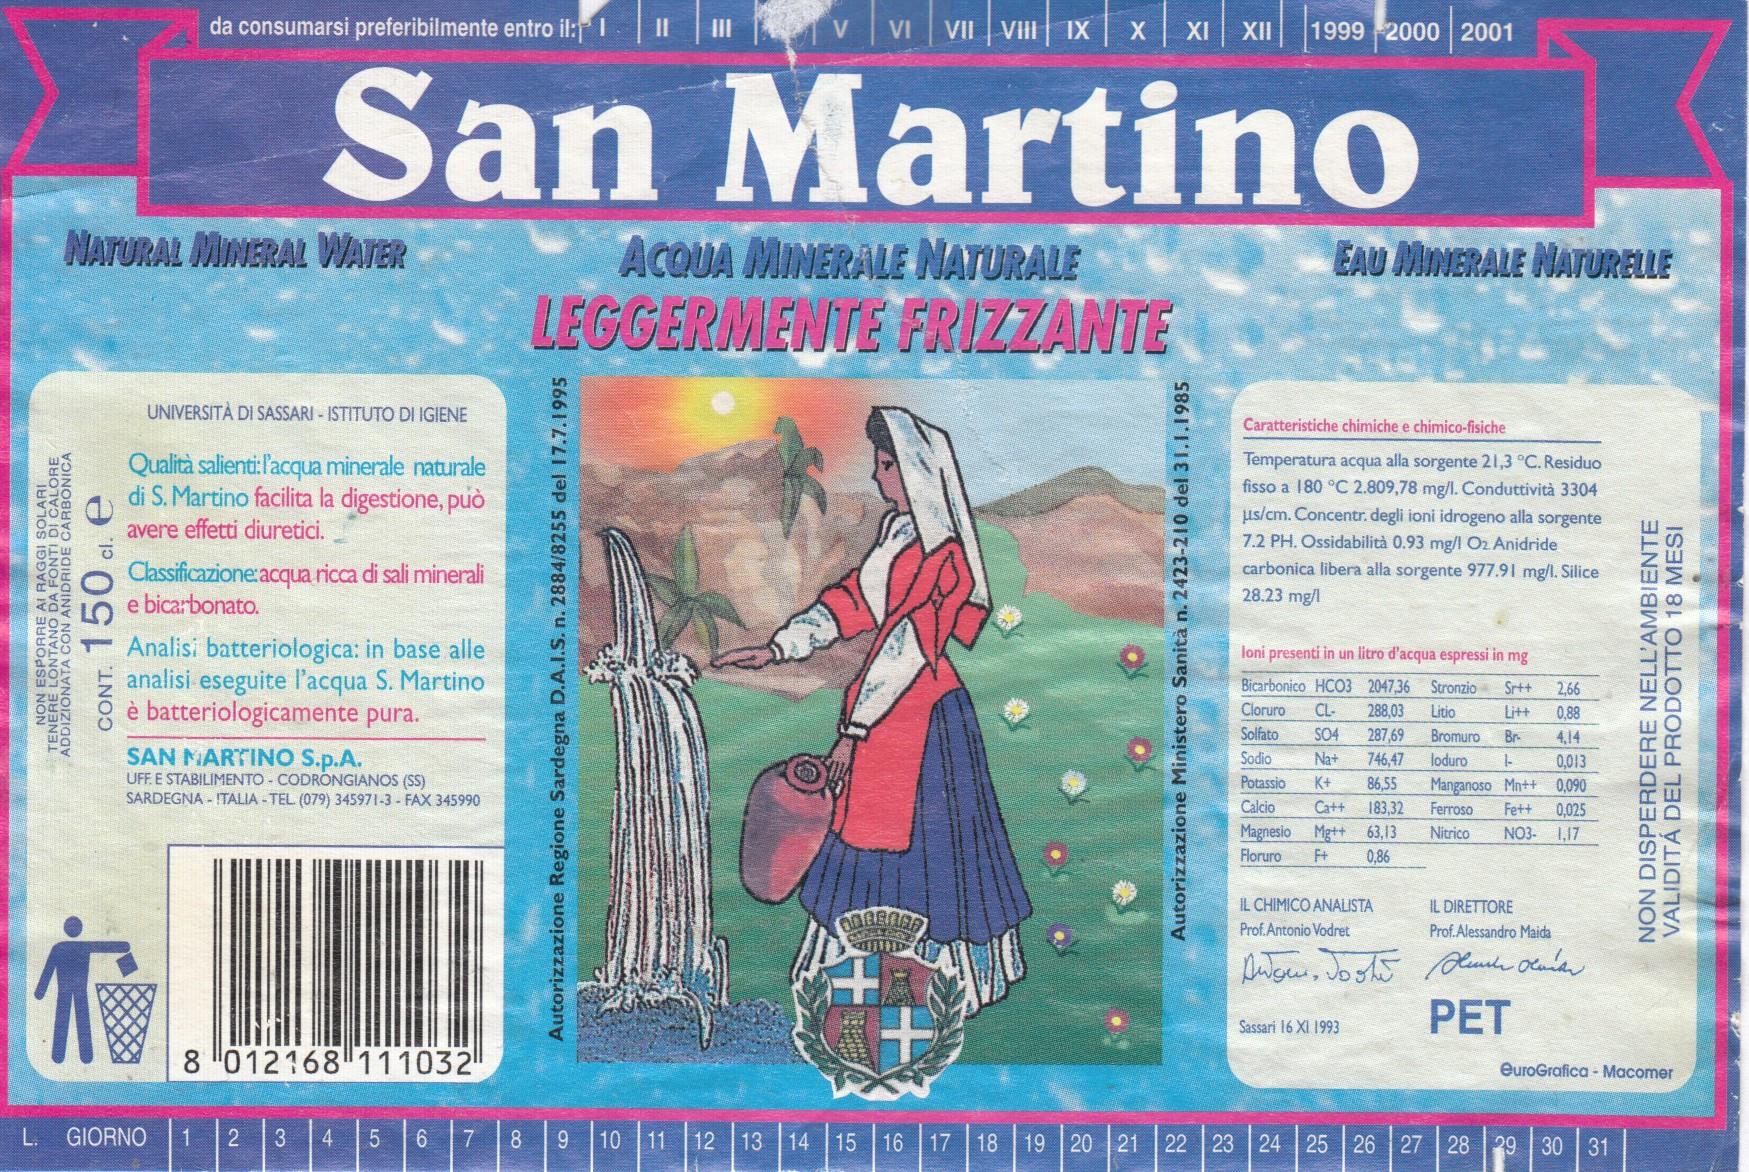 da consumarsi preferibilmente entro il: I II III V VI VII VIII IX X XI XII 1999 2000 2001
San Martino
NATURAL MINERAL WATER
ACQUA MINERALE NATURALE
EAU MINERALE NATURELLE
LEGGERMENTE FRIZZANTE
NON ESPORRE AI RAGGI SOLARI
TENERE LONTANO DA FONTI DI CALORE
ADDIZIONATA CON ANIDRIDE CARBONICA
CONT. 150 cl. e
UNIVERSITÀ DI SASSARI - ISTITUTO DI IGIENE
Qualità salienti: l'acqua minerale naturale
di S. Martino facilita la digestione, può
avere effetti diuretici.
Classificazione: acqua ricca di sali minerali
e bicarbonato.
Analisi batteriologica: in base alle
analisi eseguite l'acqua S. Martino
è batteriologicamente pura.
SAN MARTINO S.p.A.
UFF. E STABILIMENTO - CODRONGIANOS (SS)
SARDEGNA - ITALIA - TEL. (079) 345971-3 - FAX 345990
8 012168 111032
Autorizzazione Regione Sardegna D.A.I.S. n. 2884/8255 del 17.7.1995
Autorizzazione Ministero Sanità n. 2423-210 del 31.1.1985
Caratteristiche chimiche e chimico-fisiche
Temperatura acqua alla sorgente 21,3 °C. Residuo
fisso a 180 °C 2.809,78 mg/l. Conduttività 3304
µs/cm. Concentr. degli ioni idrogeno alla sorgente
7.2 PH. Ossidabilità 0.93 mg/l O2 Anidride
carbonica libera alla sorgente 977.91 mg/l. Silice
28.23 mg/l
Ioni presenti in un litro d'acqua espressi in mg
Bicarbonico HCO3 2047,36 Stronzio Sr++ 2,66
Cloruro CL- 288,03 Litio Li++ 0,88
Solfato SO4 287,69 Bromuro Br- 4,14
Sodio Na+ 746,47 Ioduro I- 0,013
Potassio K+ 86,55 Manganoso Mn++ 0,090
Calcio Ca++ 183,32 Ferroso Fe++ 0,025
Magnesio Mg++ 63,13 Nitrico NO3- 1,17
Floruro F+ 0,86
IL CHIMICO ANALISTA
Prof. Antonio Vodret
IL DIRETTORE
Prof. Alessandro Maida
Sassari 16 XI 1993
PET
euroGrafica - Macomer
NON DISPERDERE NELL'AMBIENTE
VALIDITÁ DEL PRODOTTO 18 MESI
L. GIORNO 1 2 3 4 5 6 7 8 9 10 11 12 13 14 15 16 17 18 19 20 21 22 23 24 25 26 27 28 29 30 31